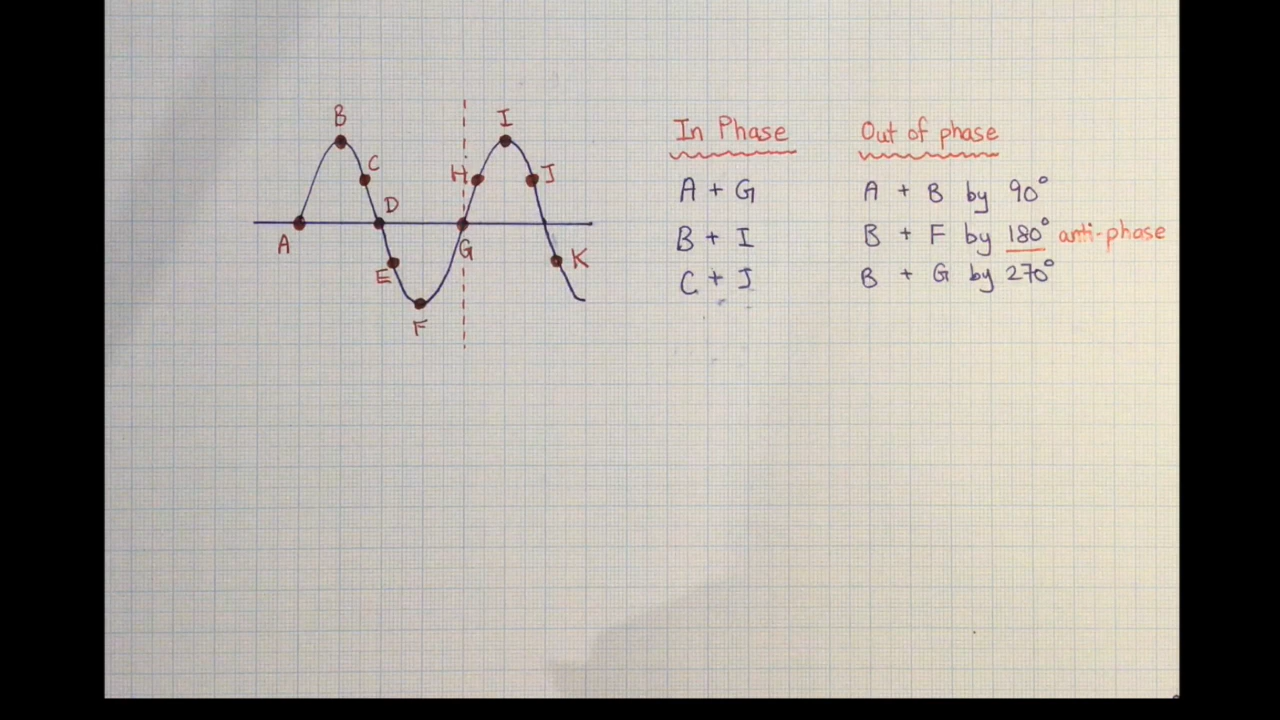 B
I
C
H
J
D
A
G
E
K
F
In Phase
A + G
B + I
C + J
Out of phase
A + B by 90°
B + F by 180° anti-phase
B + G by 270°